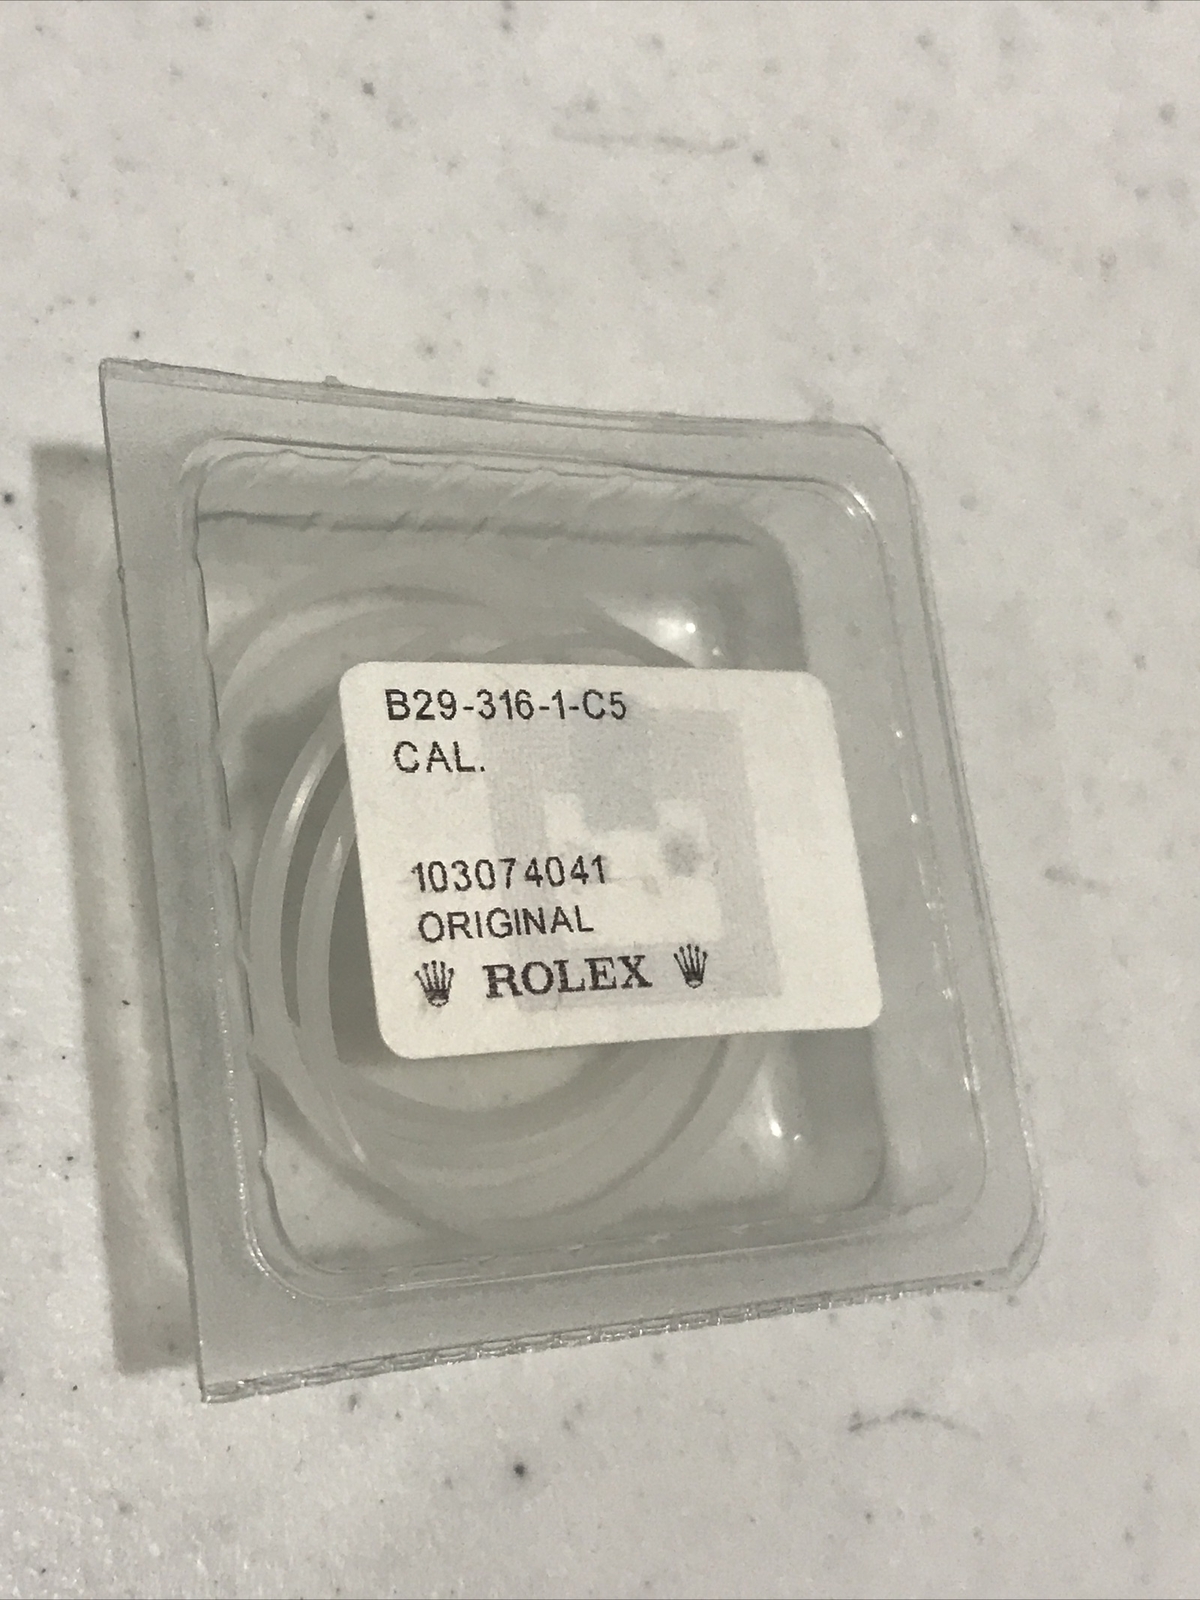 B29-316-1-C5
CAL.
103074041
ORIGINAL
ROLEX